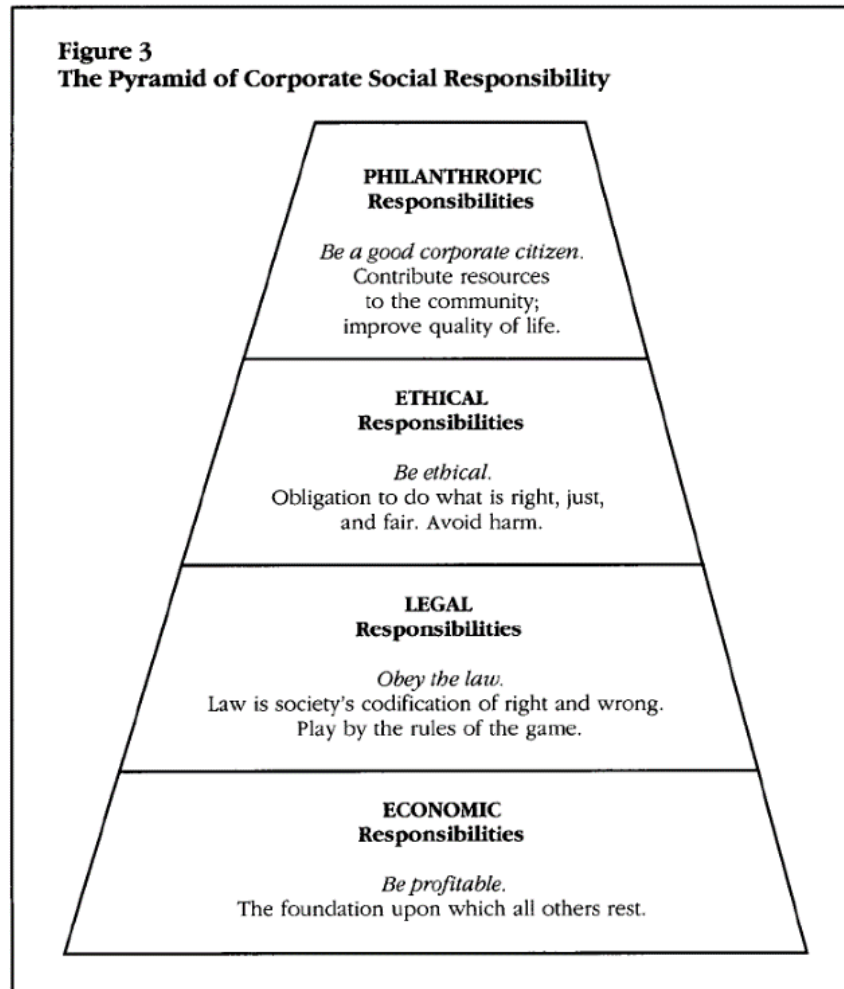 Figure 3
The Pyramid of Corporate Social Responsibility
PHILANTHROPIC
Responsibilities
Be a good corporate citizen.
Contribute resources
to the community;
improve quality of life.
ETHICAL
Responsibilities
Be ethical.
Obligation to do what is right, just,
and fair. Avoid harm.
LEGAL
Responsibilities
Obey the law.
Law is society's codification of right and wrong.
Play by the rules of the game.
ECONOMIC
Responsibilities
Be profitable.
The foundation upon which all others rest.